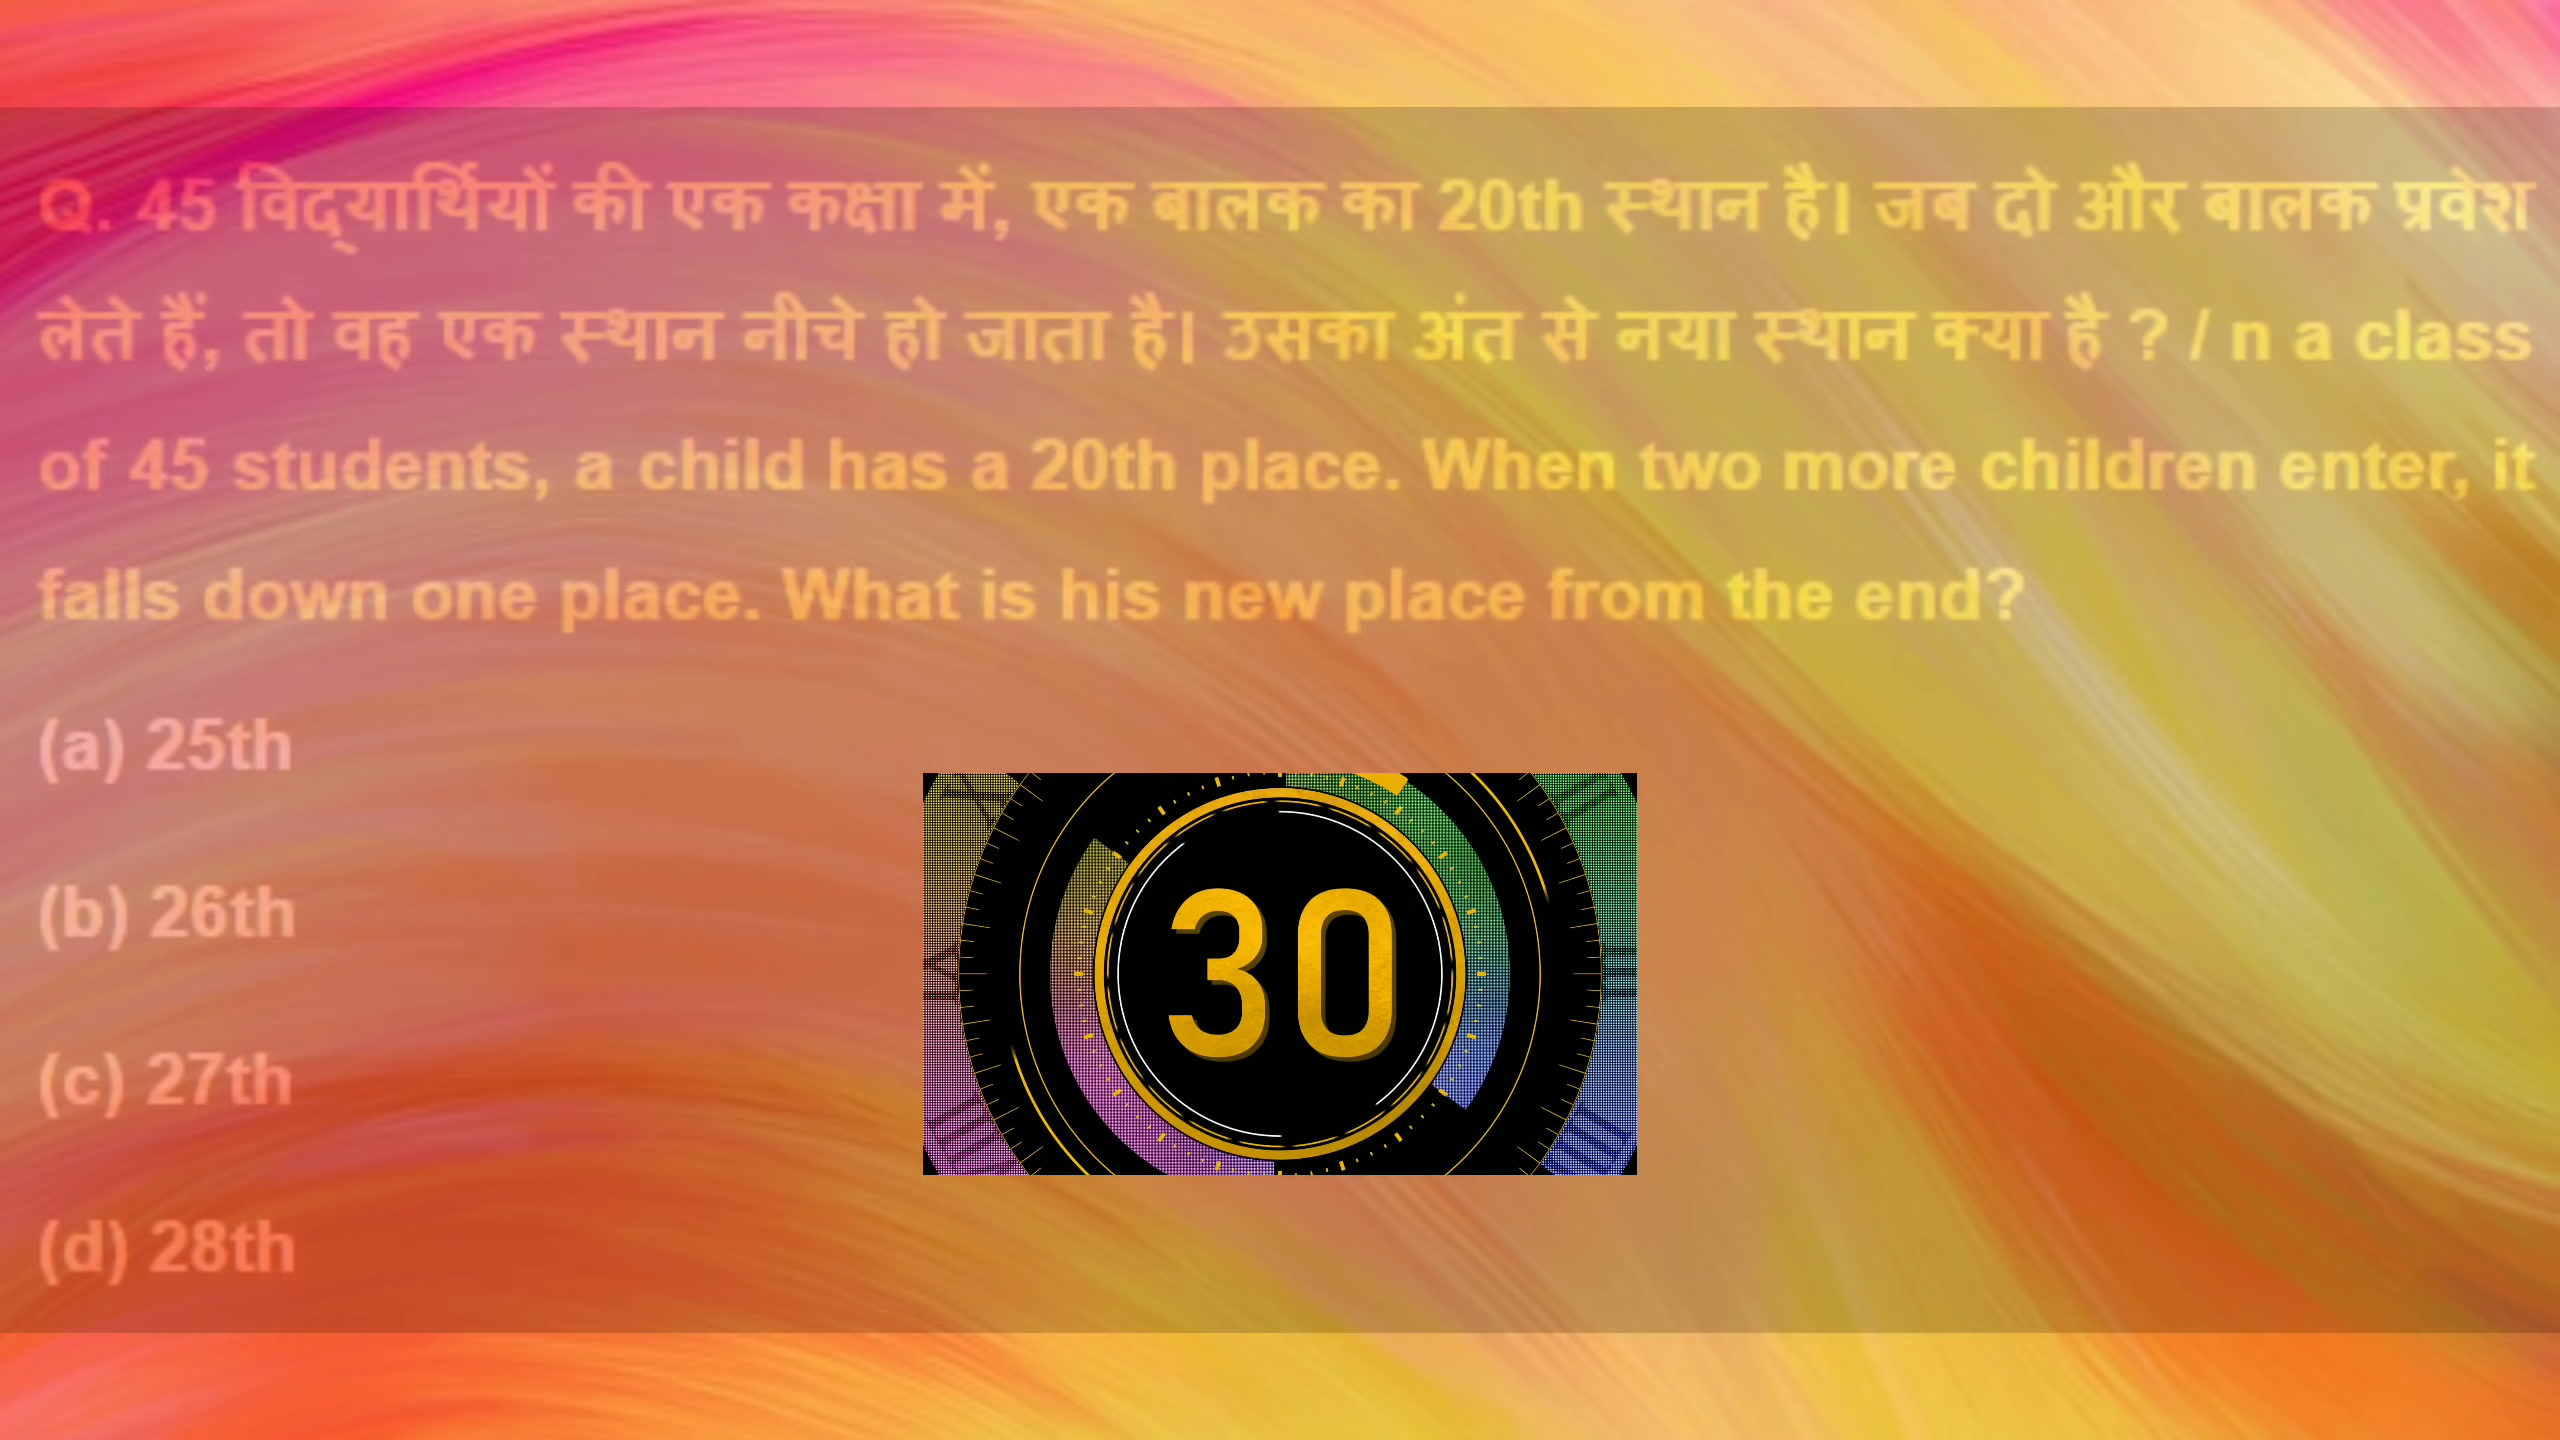 Q. 45 विद्यार्थियों की एक कक्षा में, एक बालक का 20th स्थान है। जब दो और बालक प्रवेश
लेते हैं, तो वह एक स्थान नीचे हो जाता है। उसका अंत से नया स्थान क्या है ? / n a class
of 45 students, a child has a 20th place. When two more children enter, it
falls down one place. What is his new place from the end?
(a) 25th
(b) 26th
(c) 27th
(d) 28th
30